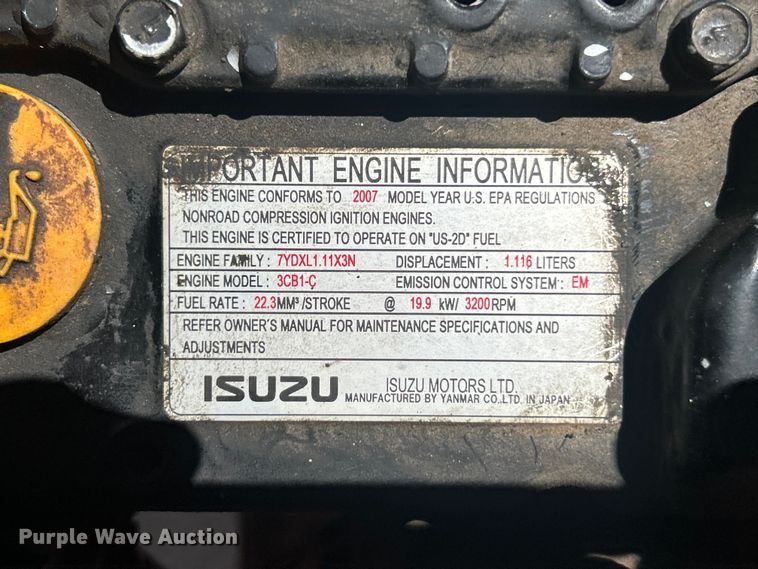 IMPORTANT ENGINE INFORMATION
THIS ENGINE CONFORMS TO 2007 MODEL YEAR U.S. EPA REGULATIONS
NONROAD COMPRESSION IGNITION ENGINES.
THIS ENGINE IS CERTIFIED TO OPERATE ON "US-2D" FUEL
ENGINE FAMILY : 7YDXL1.11X3N DISPLACEMENT : 1.116 LITERS
ENGINE MODEL : 3CB1-C EMISSION CONTROL SYSTEM : EM
FUEL RATE : 22.3MM³/STROKE @ 19.9 kW/ 3200RPM
REFER OWNER'S MANUAL FOR MAINTENANCE SPECIFICATIONS AND
ADJUSTMENTS
ISUZU ISUZU MOTORS LTD.
MANUFACTURED BY YANMAR CO.,LTD. IN JAPAN
Purple Wave Auction